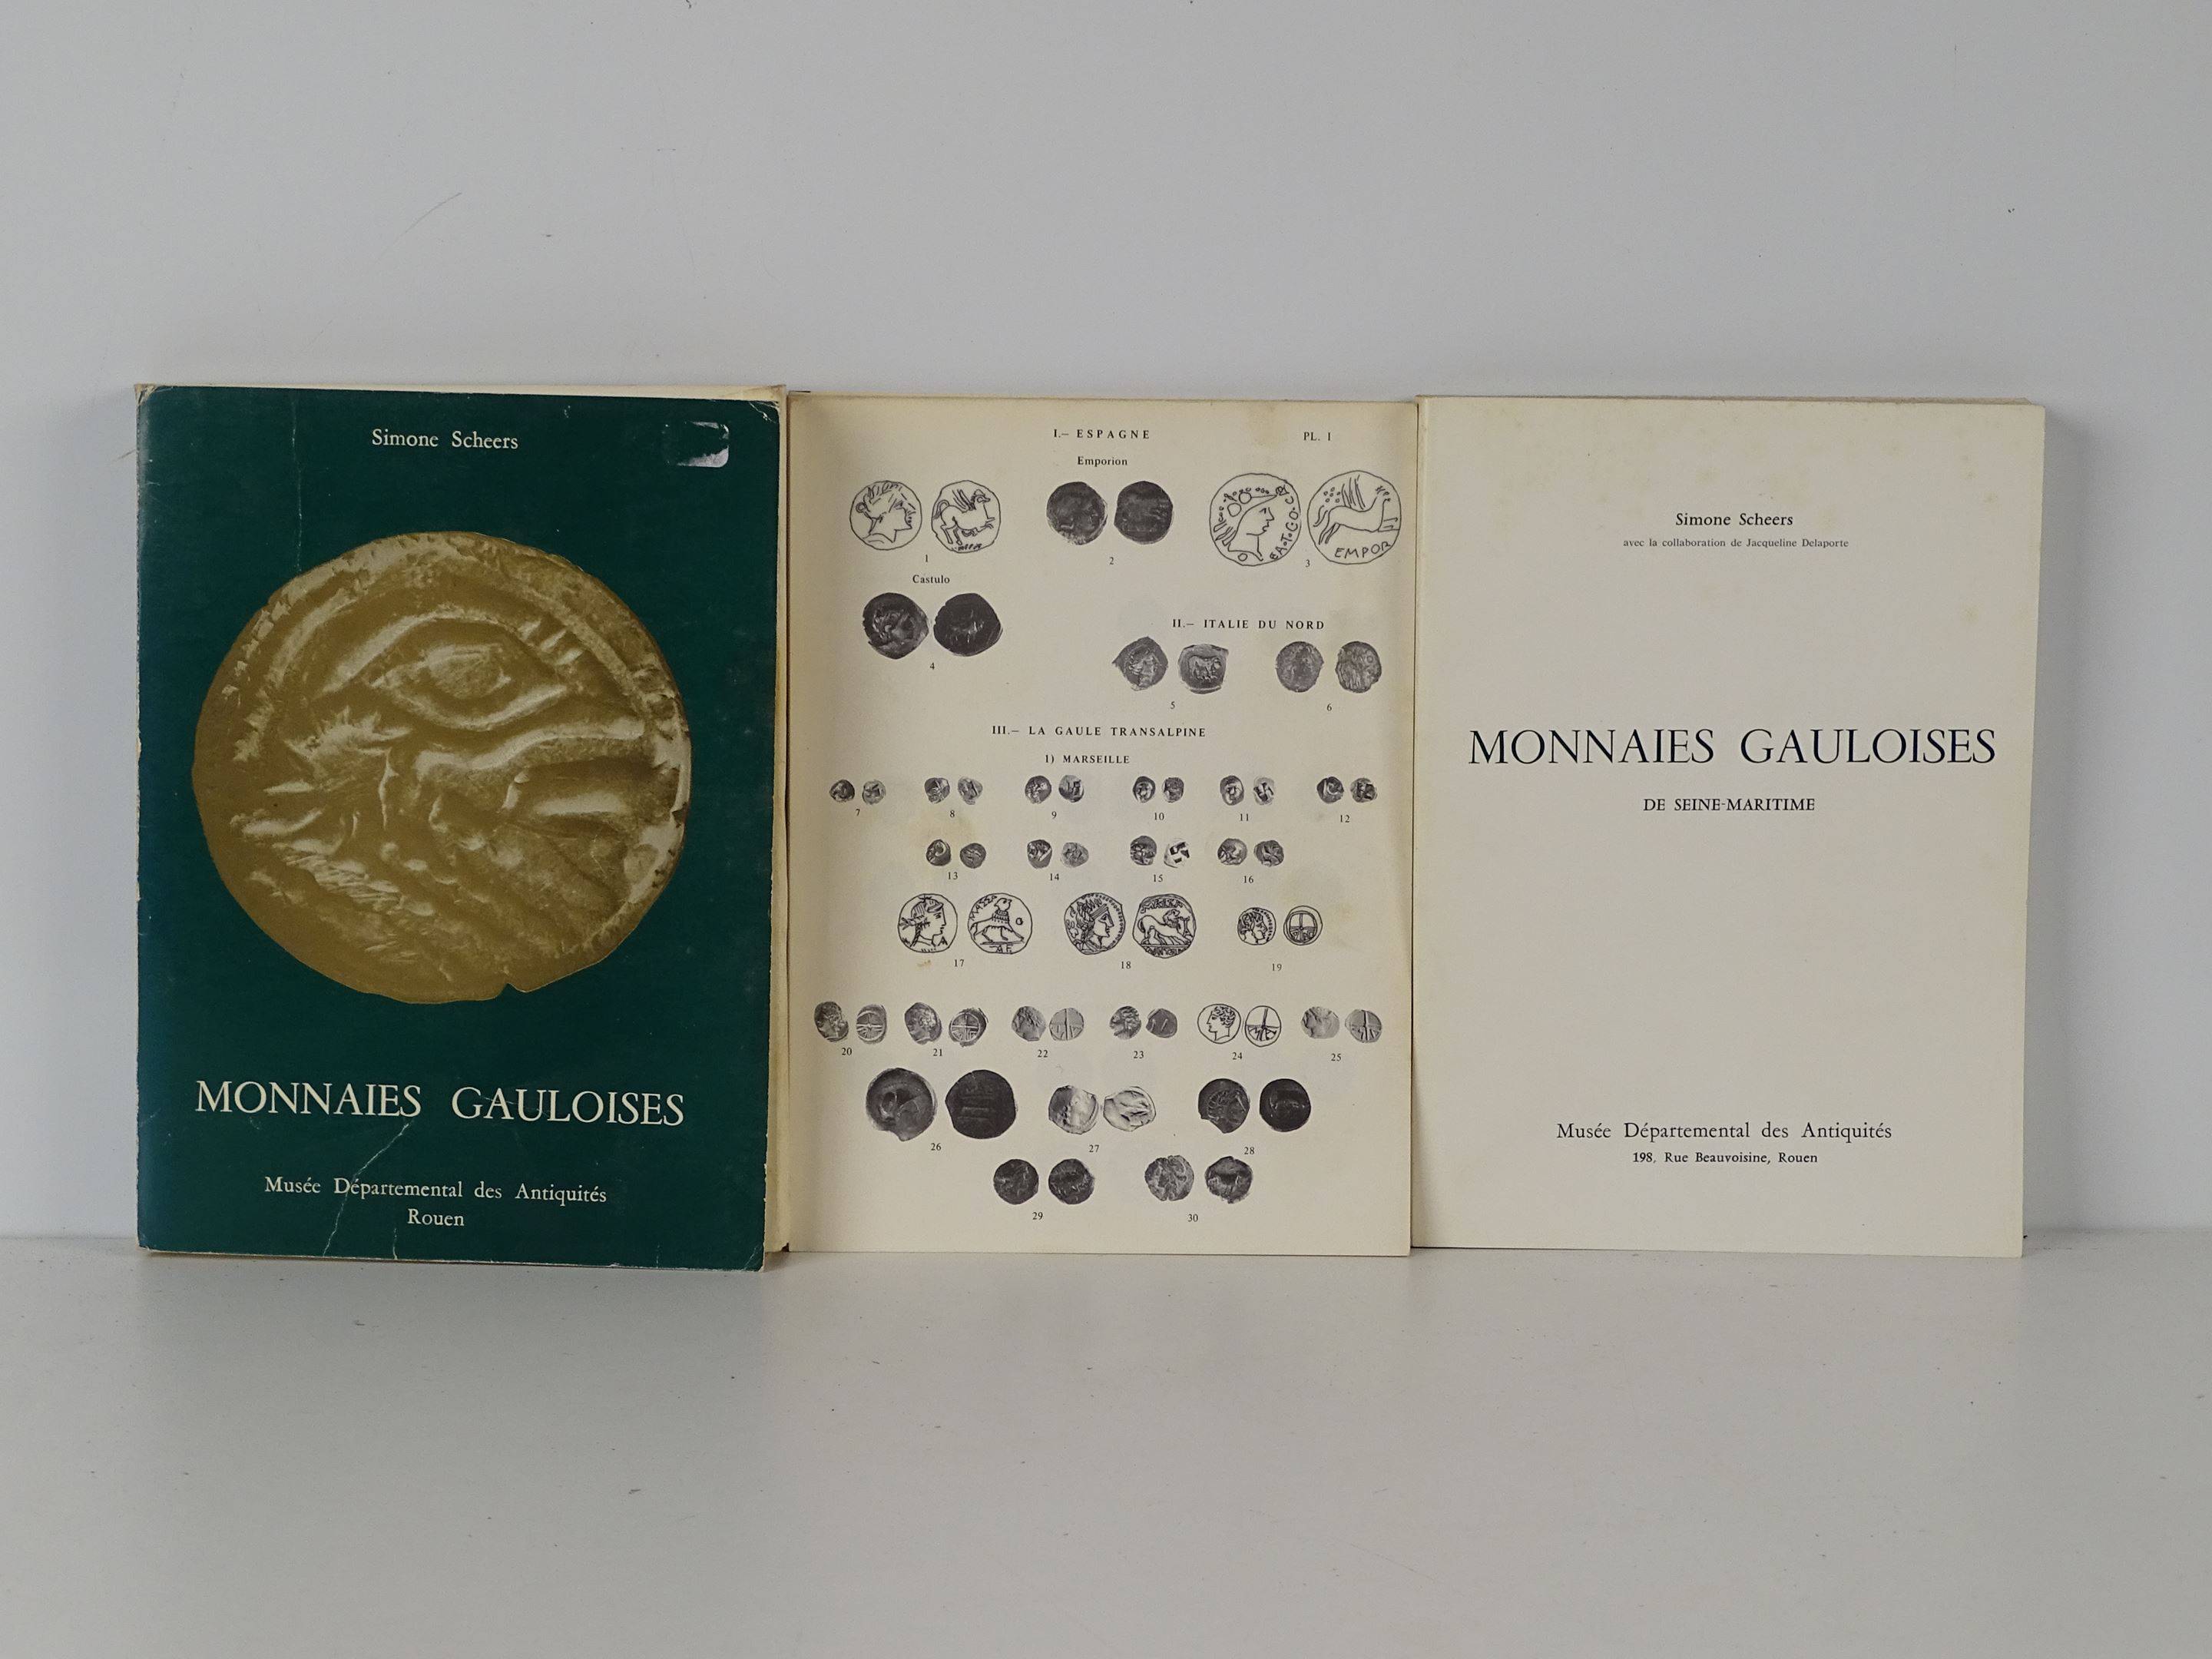 Simone Scheers
MONNAIES GAULOISES
Musée Départemental des Antiquités
Rouen
I.– ESPAGNE
PL. I
Emporion
EA·T·GO·C
EMPOR
1
2
3
Castulo
4
II.– ITALIE DU NORD
5
6
III.– LA GAULE TRANSALPINE
1) MARSEILLE
7
8
9
10
11
12
13
14
15
16
17
18
19
20
21
22
23
24
25
26
27
28
29
30
Simone Scheers
avec la collaboration de Jacqueline Delaporte
MONNAIES GAULOISES
DE SEINE-MARITIME
Musée Départemental des Antiquités
198, Rue Beauvoisine, Rouen